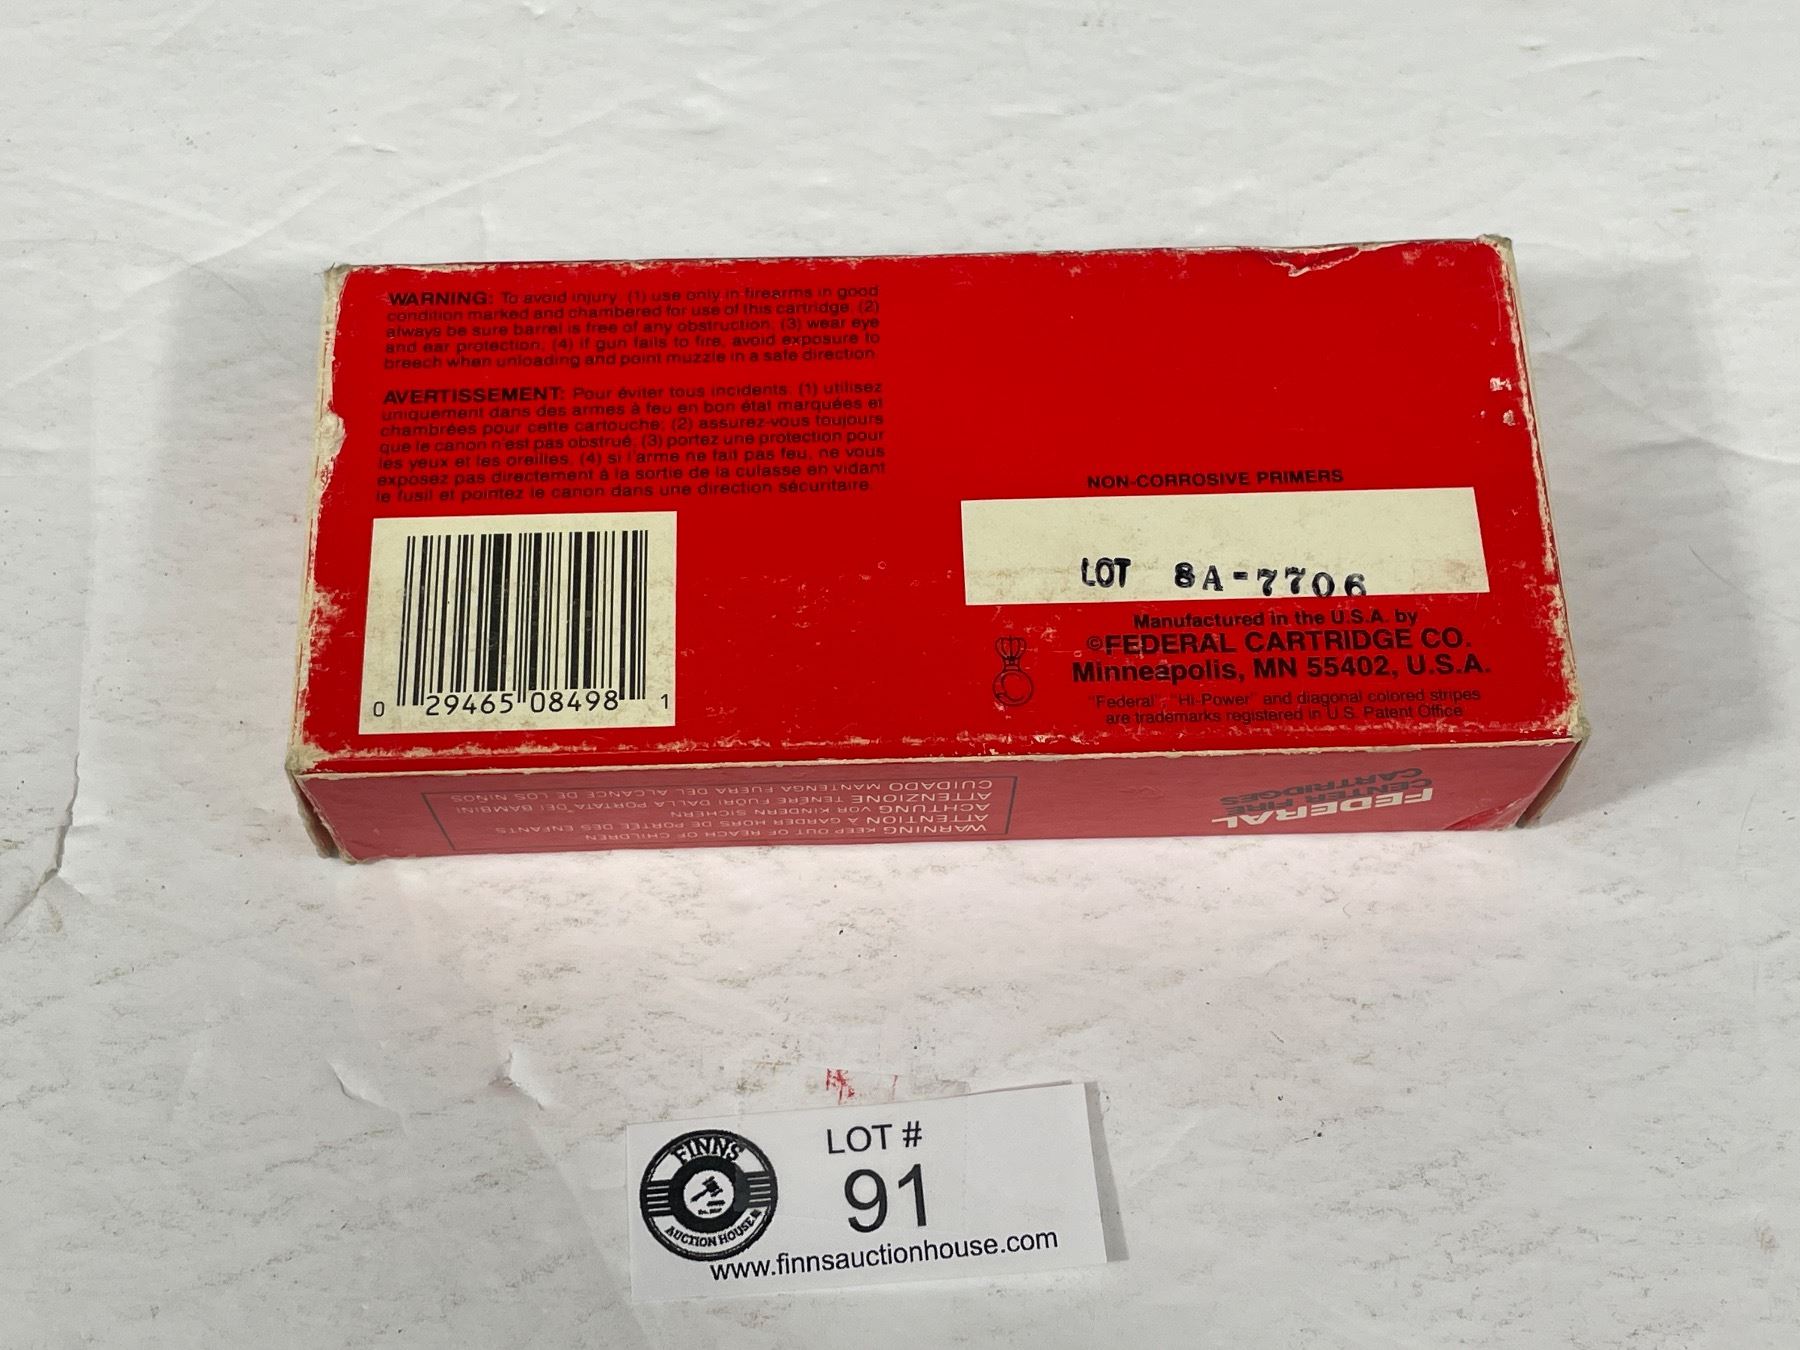 WARNING: To avoid injury. (1) use only in firearms in good
condition marked and chambered for use of this cartridge. (2)
always be sure barrel is free of any obstruction. (3) wear eye
and ear protection. (4) if gun fails to fire, avoid exposure to
breech when unloading and point muzzle in a safe direction.
AVERTISSEMENT: Pour éviter tous incidents: (1) utilisez
uniquement dans des armes à feu en bon état marquées et
chambrées pour cette cartouche; (2) assurez-vous toujours
que le canon n'est pas obstrué; (3) portez une protection pour
les yeux et les oreilles, (4) si l'arme ne fait pas feu, ne vous
exposez pas directement à la sortie de la culasse en vidant
le fusil et pointez le canon dans une direction sécuritaire.
0 29465 08498 1
NON-CORROSIVE PRIMERS
LOT 8A-7706
Manufactured in the U.S.A. by
©FEDERAL CARTRIDGE CO.
Minneapolis, MN 55402, U.S.A.
"Federal", "Hi-Power" and diagonal colored stripes
are trademarks registered in U.S. Patent Office
FEDERAL
CENTER FIRE
CARTRIDGES
WARNING KEEP OUT OF REACH OF CHILDREN
ATTENTION A GARDER HORS DE PORTEE DES ENFANTS
ACHTUNG VOR KINDERN SICHERN
ATTENZIONE TENERE FUORI DALLA PORTATA DEI BAMBINI
CUIDADO MANTENGA FUERA DEL ALCANCE DE LOS NIÑOS
FINNS
AUCTION HOUSE
LOT #
91
www.finnsauctionhouse.com